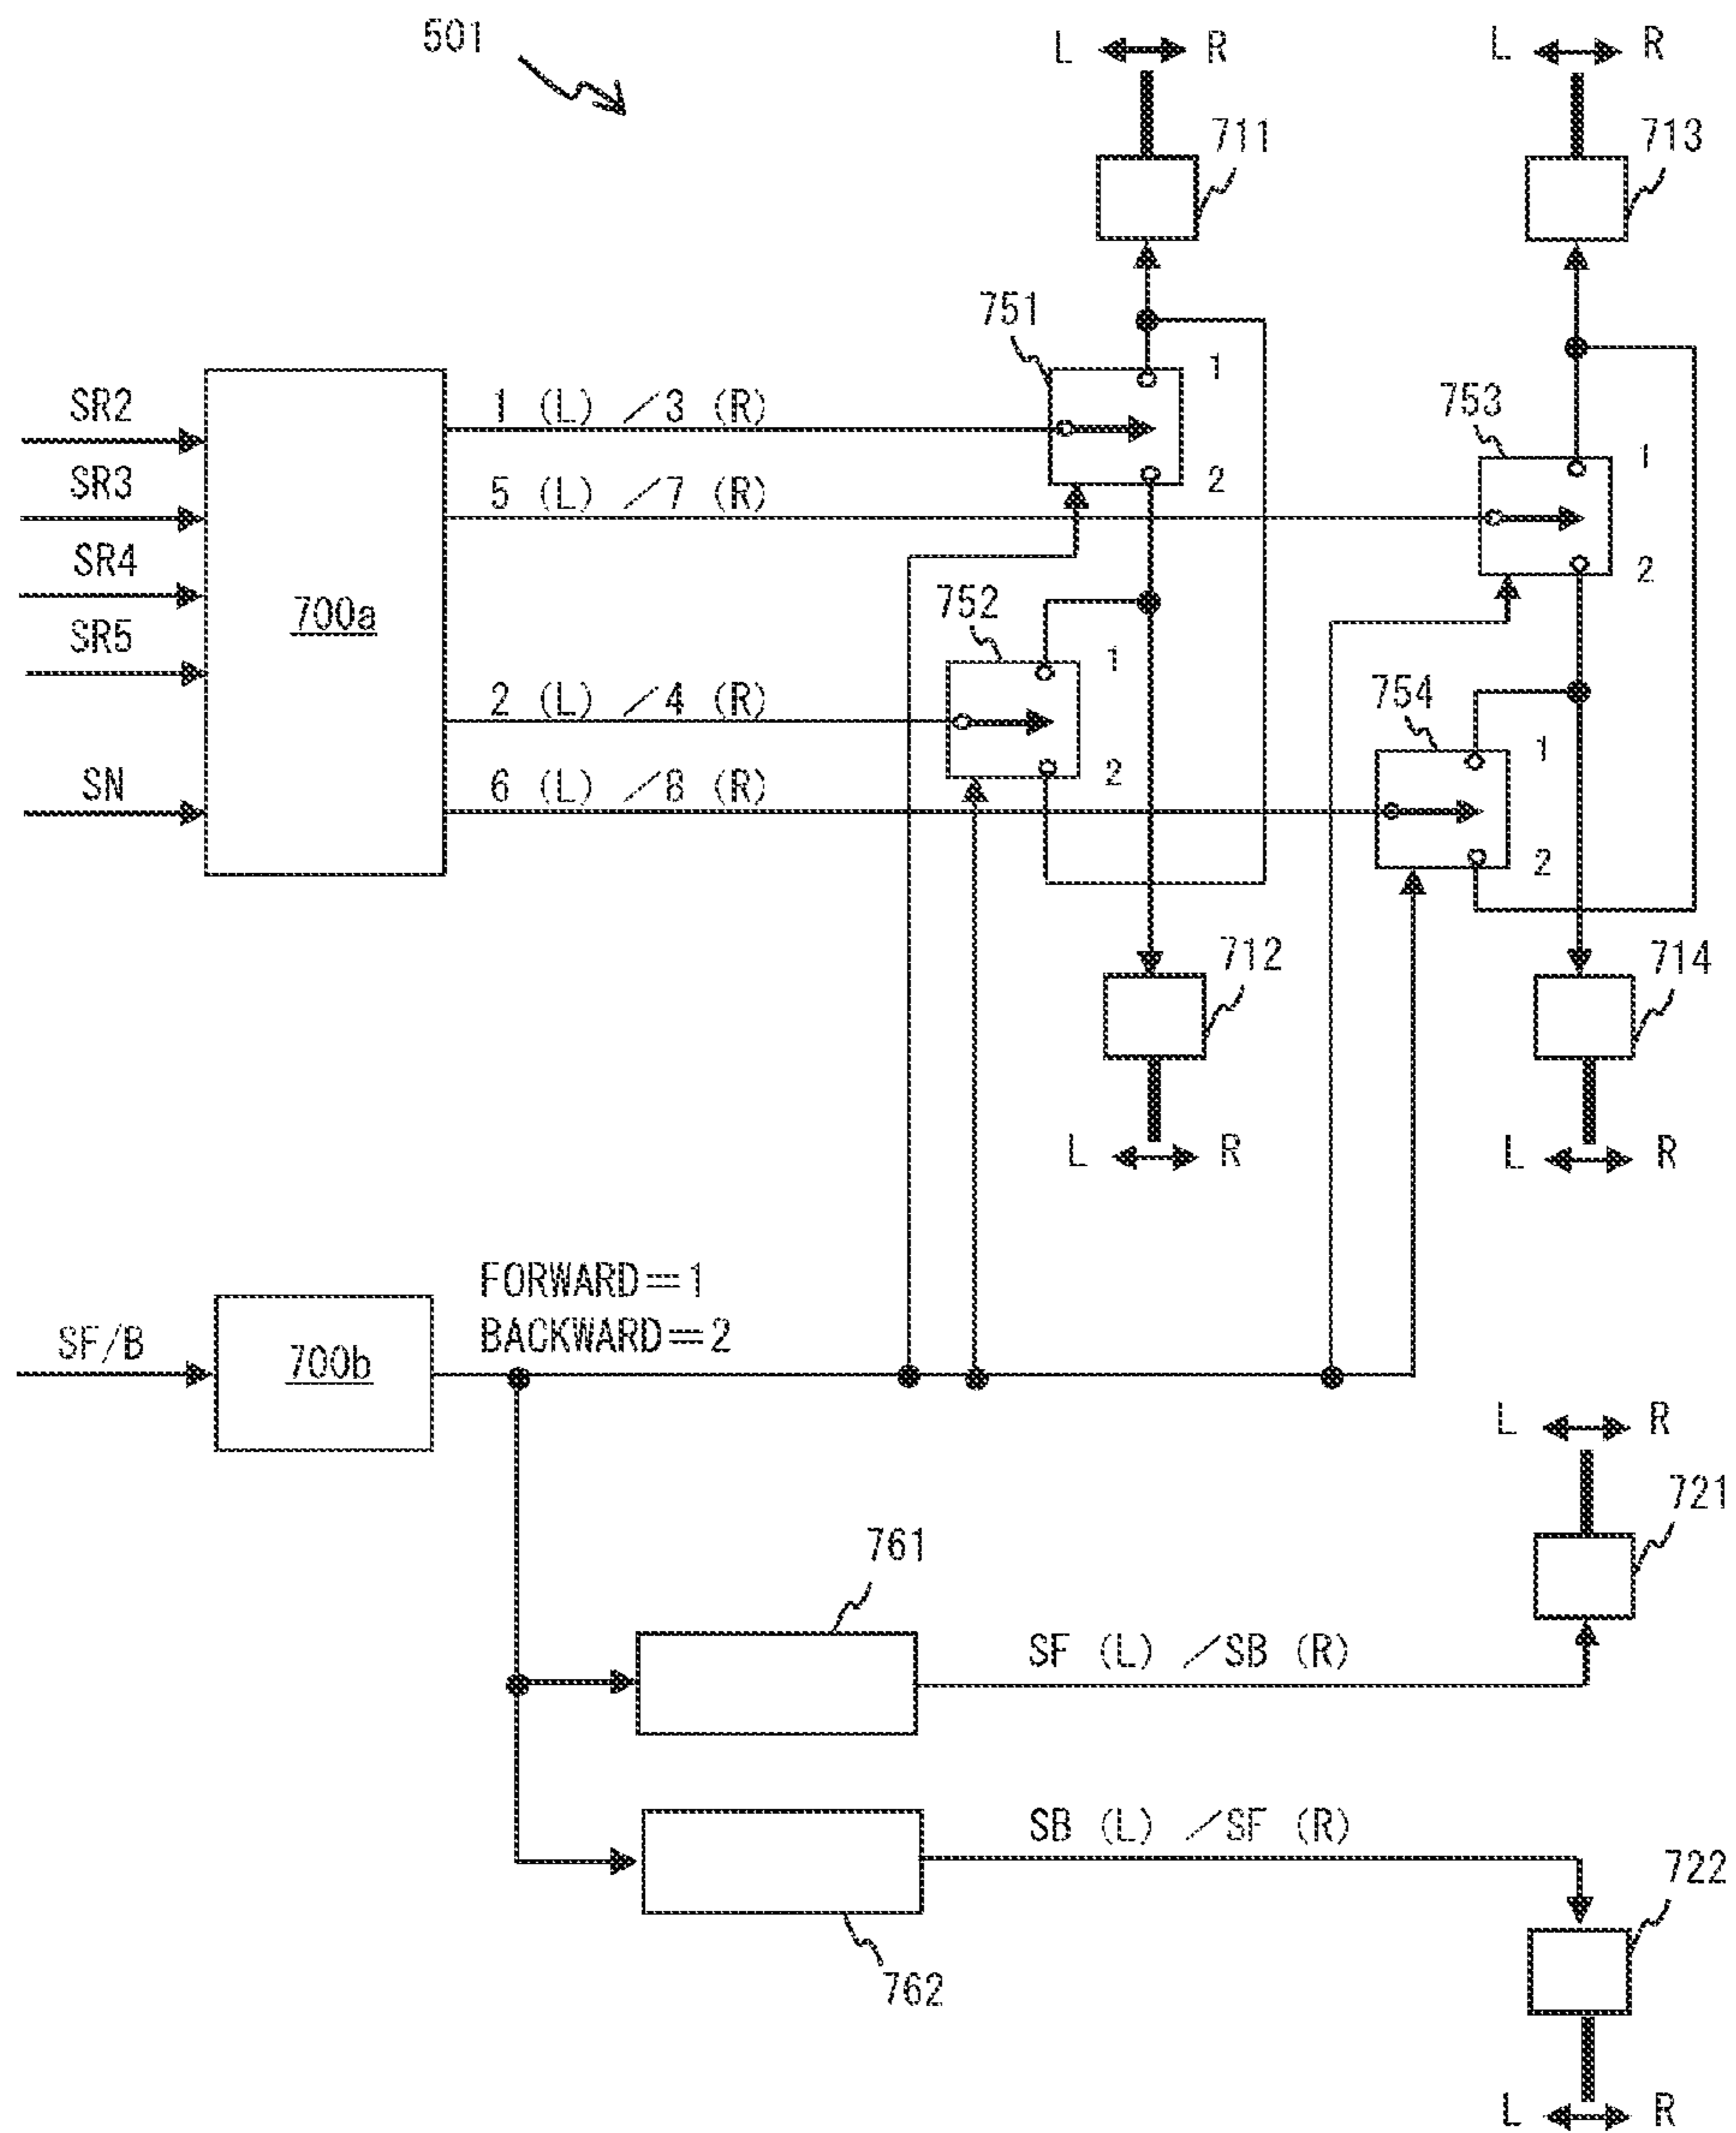 501
L R
L R
711
713
751
1
SR2
1 (L) /3 (R)
753
1
SR3
5 (L) /7 (R)
2
SR4
2
700a
752
SR5
1
754
2 (L) /4 (R)
1
SN
6 (L) /8 (R)
2
2
712
714
L R
L R
FORWARD=1
BACKWARD=2
SF/B
700b
L R
721
761
SF (L) /SB (R)
SB (L) /SF (R)
722
762
L R